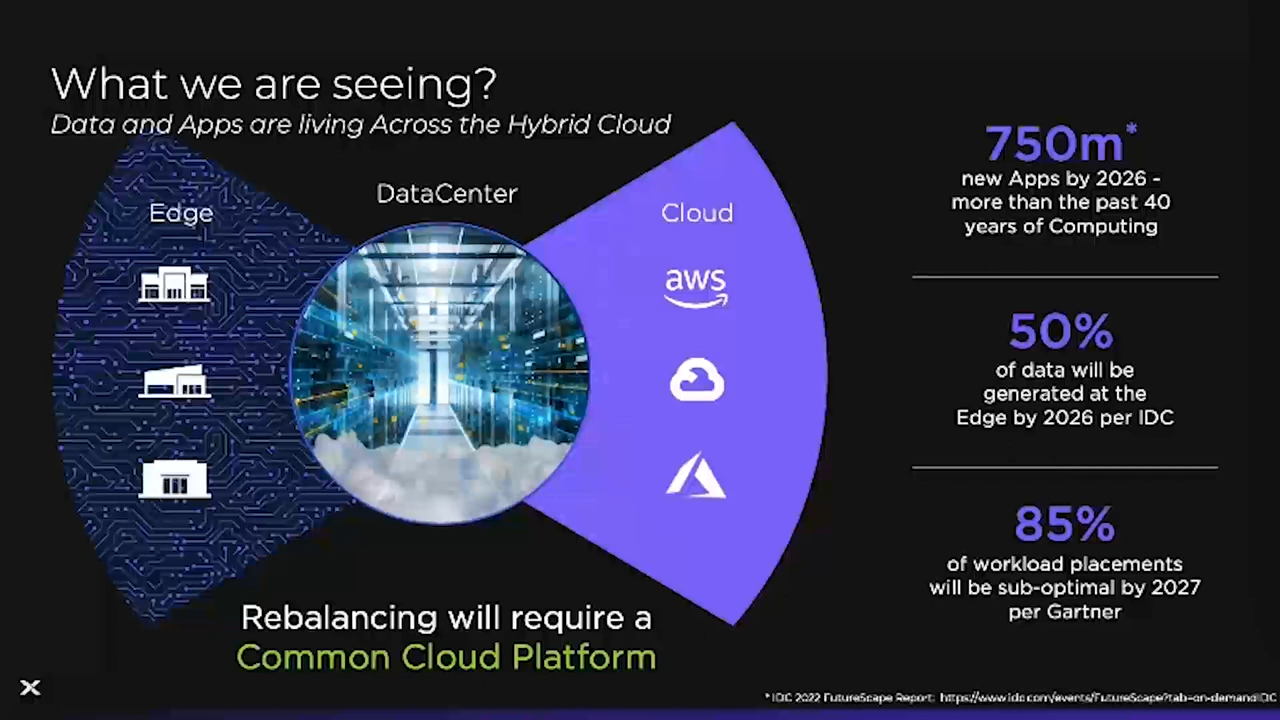 What we are seeing?
Data and Apps are living Across the Hybrid Cloud
Edge
DataCenter
Cloud
aws
750m*
new Apps by 2026 -
more than the past 40
years of Computing
50%
of data will be
generated at the
Edge by 2026 per IDC
85%
of workload placements
will be sub-optimal by 2027
per Gartner
Rebalancing will require a
Common Cloud Platform
* IDC 2022 FutureScape Report: https://www.idc.com/events/FutureScape?tab=on-demandIDC